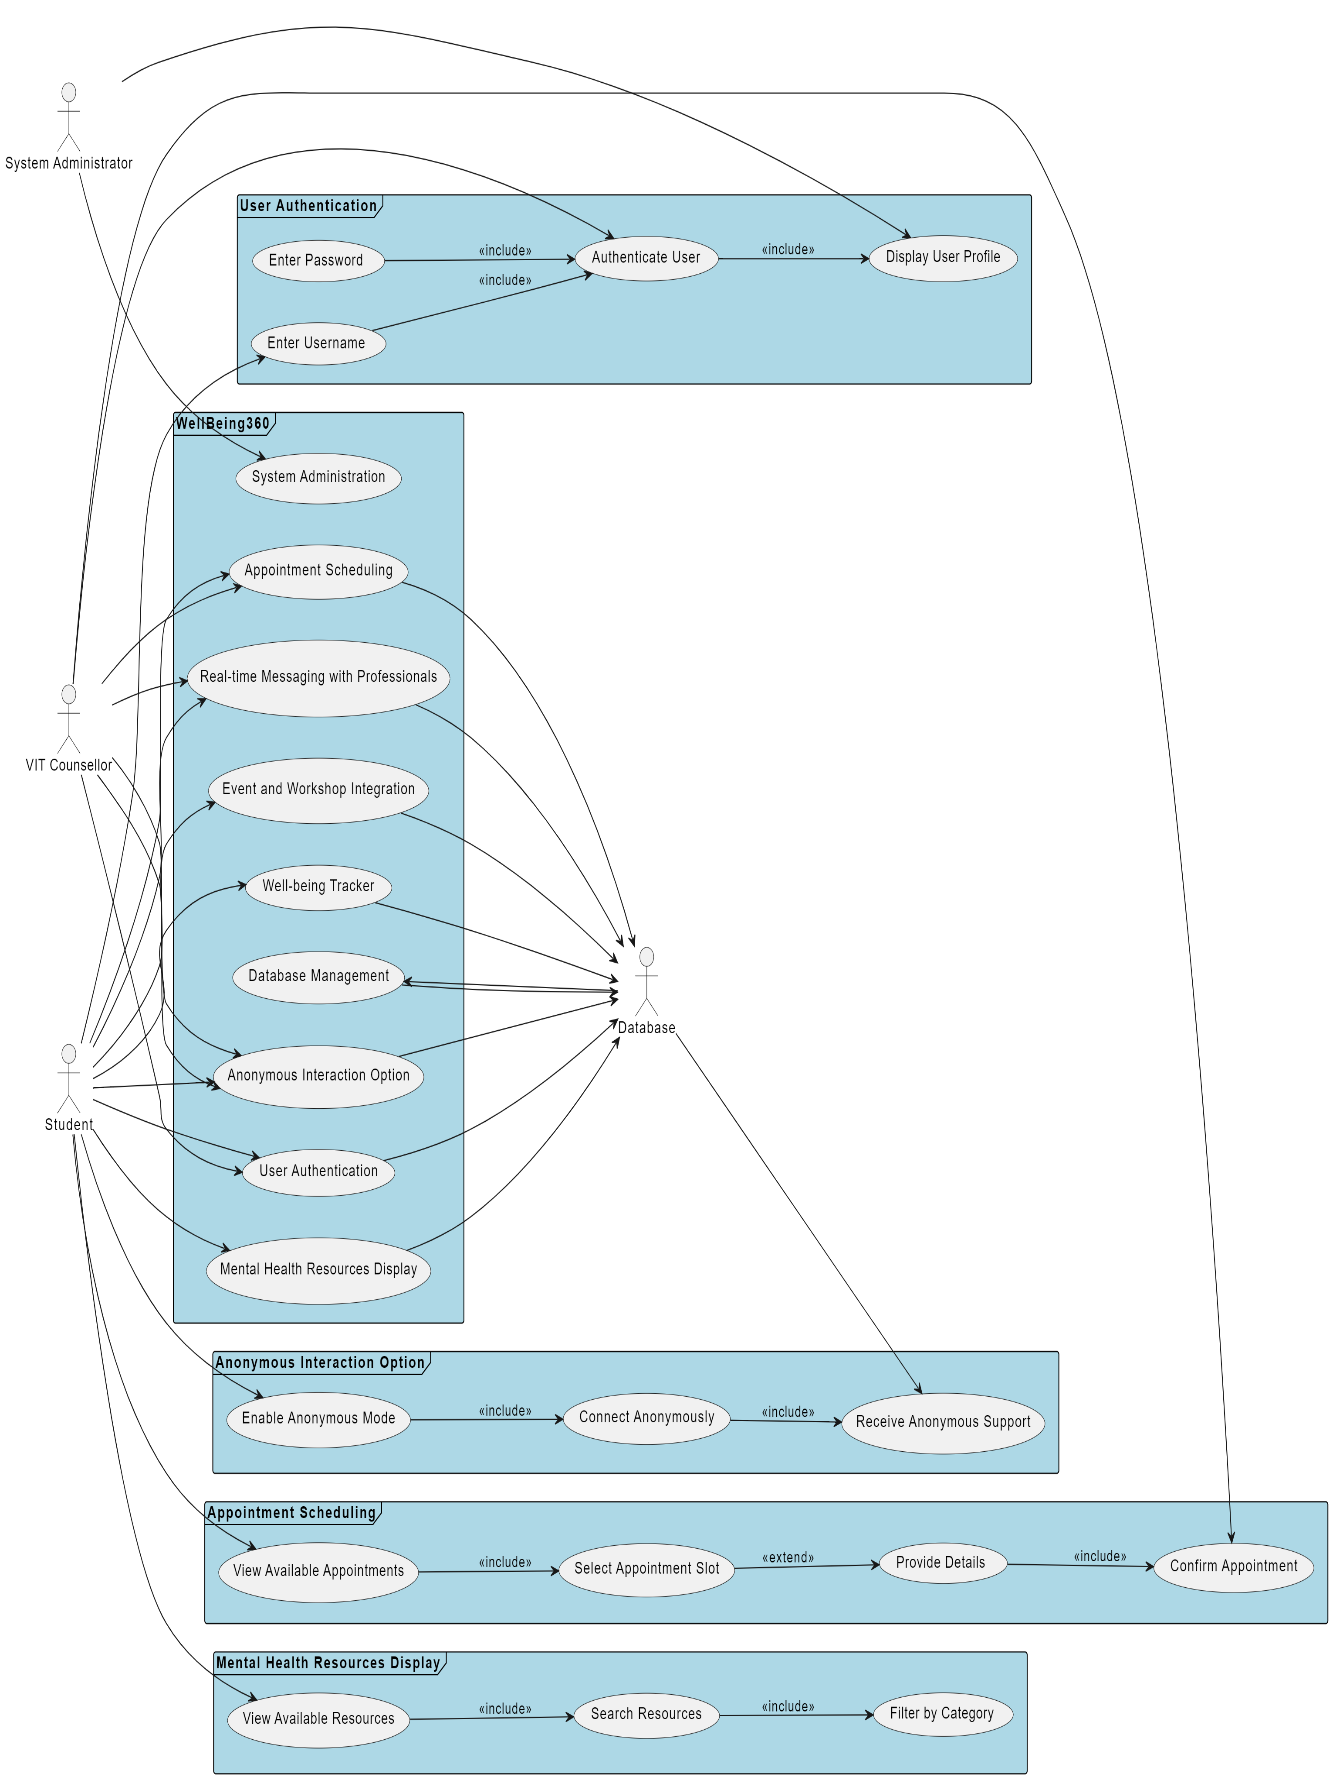 System Administrator
User Authentication
Enter Password
«include»
Authenticate User
«include»
Display User Profile
«include»
Enter Username
WellBeing360
System Administration
Appointment Scheduling
Real-time Messaging with Professionals
VIT Counsellor
Event and Workshop Integration
Well-being Tracker
Database Management
Database
Anonymous Interaction Option
Student
User Authentication
Mental Health Resources Display
Anonymous Interaction Option
Enable Anonymous Mode
«include»
Connect Anonymously
«include»
Receive Anonymous Support
Appointment Scheduling
View Available Appointments
«include»
Select Appointment Slot
«extend»
Provide Details
«include»
Confirm Appointment
Mental Health Resources Display
View Available Resources
«include»
Search Resources
«include»
Filter by Category